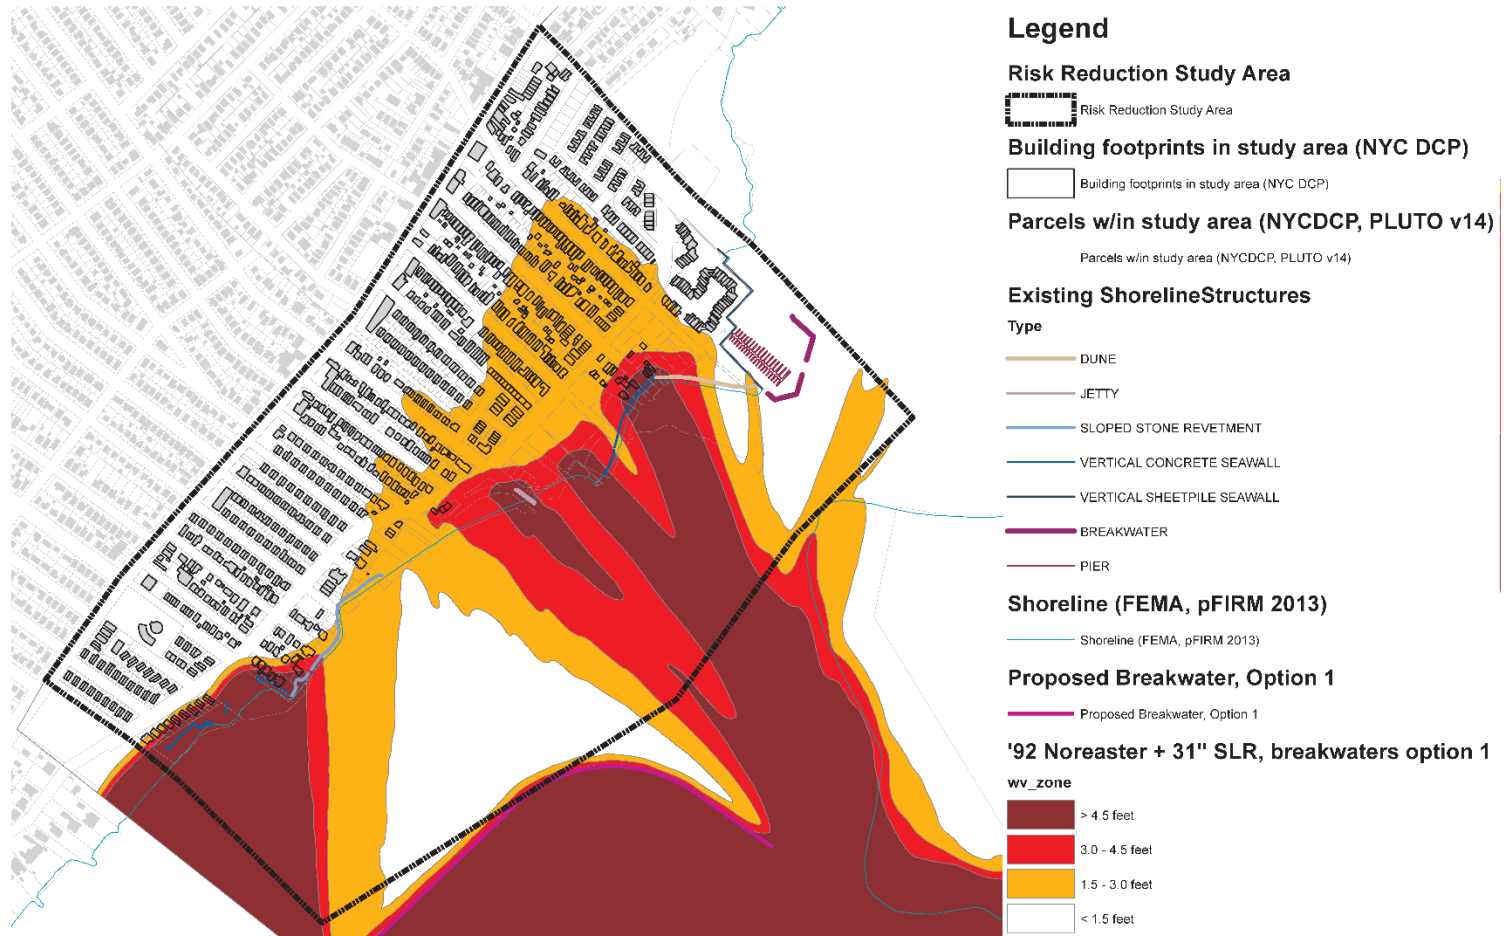 Legend
Risk Reduction Study Area
Risk Reduction Study Area
Building footprints in study area (NYC DCP)
Building footprints in study area (NYC DCP)
Parcels w/in study area (NYCDCP, PLUTO v14)
Parcels w/in study area (NYCDCP, PLUTO v14)
Existing ShorelineStructures
Type
DUNE
JETTY
SLOPED STONE REVETMENT
VERTICAL CONCRETE SEAWALL
VERTICAL SHEETPILE SEAWALL
BREAKWATER
PIER
Shoreline (FEMA, pFIRM 2013)
Shoreline (FEMA, pFIRM 2013)
Proposed Breakwater, Option 1
Proposed Breakwater, Option 1
'92 Noreaster + 31" SLR, breakwaters option 1
wv_zone
> 4.5 feet
3.0 - 4.5 feet
1.5 - 3.0 feet
< 1.5 feet